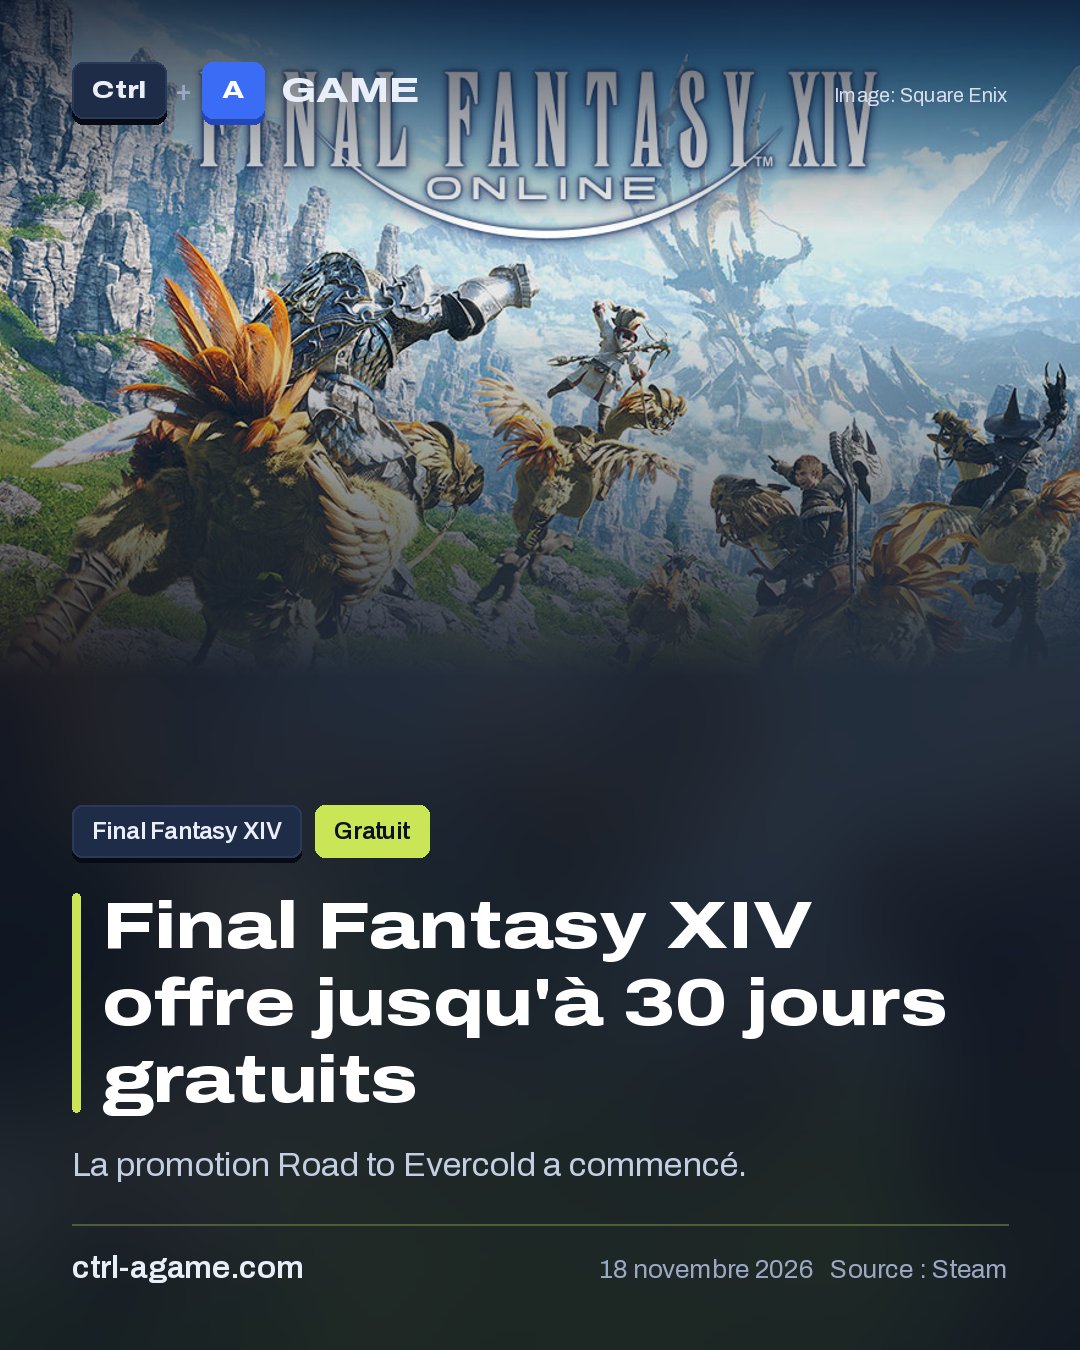 Ctrl + A GAME
Image: Square Enix
FINAL FANTASY XIV
™
ONLINE
Final Fantasy XIV
Gratuit
Final Fantasy XIV
offre jusqu'à 30 jours
gratuits
La promotion Road to Evercold a commencé.
ctrl-agame.com
18 novembre 2026 Source : Steam